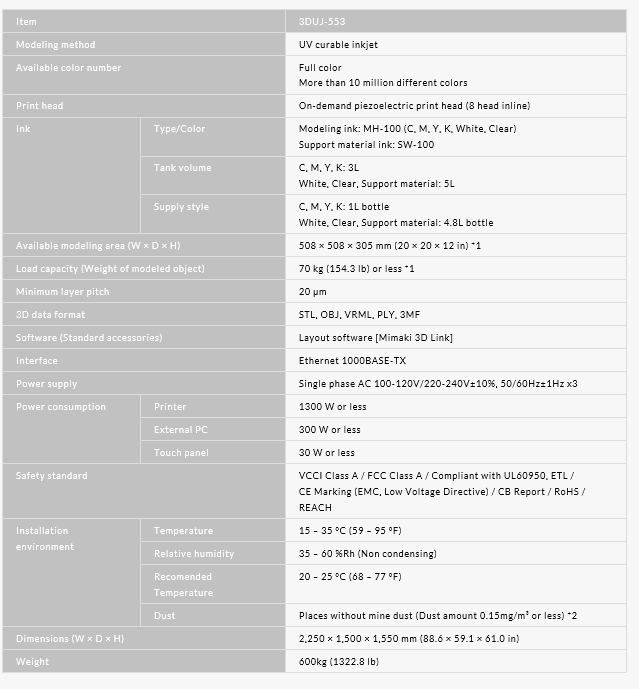 Item 3DUJ-553
Modeling method UV curable inkjet
Available color number Full color
More than 10 million different colors
Print head On-demand piezoelectric print head (8 head inline)
Ink Type/Color Modeling ink: MH-100 (C, M, Y, K, White, Clear)
Support material ink: SW-100
Tank volume C, M, Y, K: 3L
White, Clear, Support material: 5L
Supply style C, M, Y, K: 1L bottle
White, Clear, Support material: 4.8L bottle
Available modeling area (W × D × H) 508 × 508 × 305 mm (20 × 20 × 12 in) *1
Load capacity (Weight of modeled object) 70 kg (154.3 lb) or less *1
Minimum layer pitch 20 μm
3D data format STL, OBJ, VRML, PLY, 3MF
Software (Standard accessories) Layout software [Mimaki 3D Link]
Interface Ethernet 1000BASE-TX
Power supply Single phase AC 100-120V/220-240V±10%, 50/60Hz±1Hz x3
Power consumption Printer 1300 W or less
External PC 300 W or less
Touch panel 30 W or less
Safety standard VCCI Class A / FCC Class A / Compliant with UL60950, ETL /
CE Marking (EMC, Low Voltage Directive) / CB Report / RoHS /
REACH
Installation Temperature 15 – 35 ºC (59 – 95 ºF)
environment
Relative humidity 35 – 60 %Rh (Non condensing)
Recomended 20 – 25 ºC (68 – 77 ºF)
Temperature
Dust Places without mine dust (Dust amount 0.15mg/m³ or less) *2
Dimensions (W × D × H) 2,250 × 1,500 × 1,550 mm (88.6 × 59.1 × 61.0 in)
Weight 600kg (1322.8 lb)